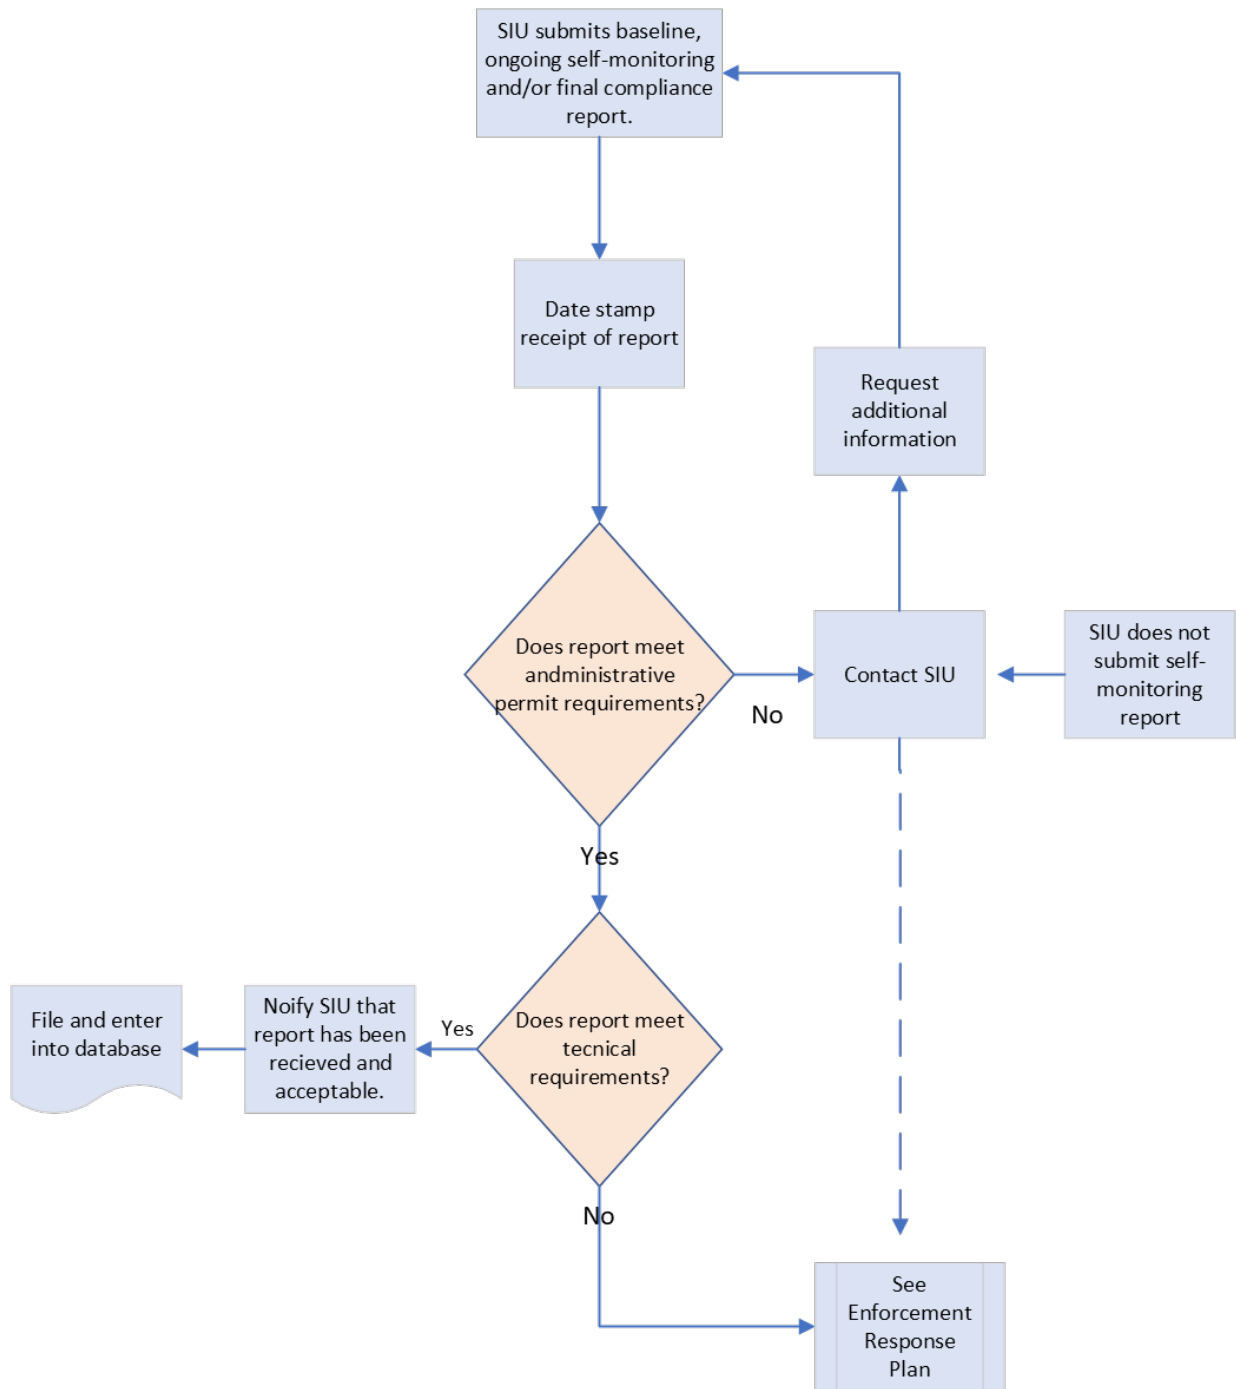 SIU submits baseline,
ongoing self-monitoring
and/or final compliance
report.
Date stamp
receipt of report
Request
additional
information
Does report meet
andministrative
permit requirements?
No
Contact SIU
SIU does not
submit self-
monitoring
report
Yes
File and enter
into database
Noify SIU that
report has been
recieved and
acceptable.
Yes
Does report meet
tecnical
requirements?
No
See
Enforcement
Response
Plan